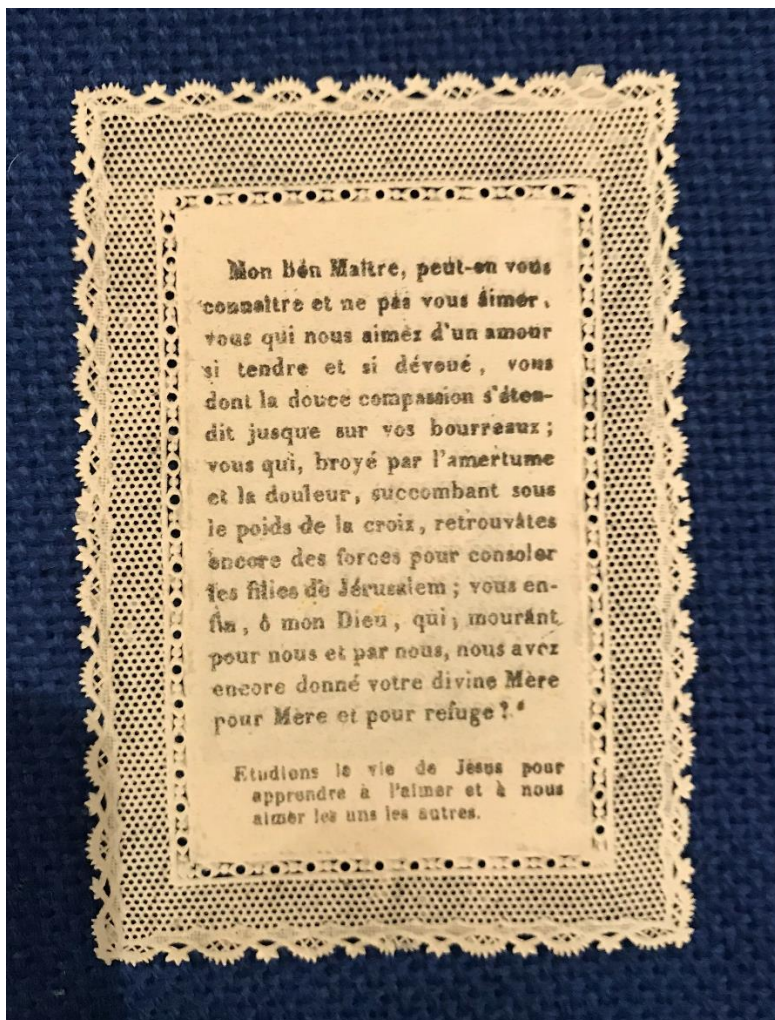 Mon bon Maître, peut-on vous
connaître et ne pas vous aimer,
vous qui nous aimez d'un amour
si tendre et si dévoué, vous
dont la douce compassion s'éten-
dit jusque sur vos bourreaux;
vous qui, broyé par l'amertume
et la douleur, succombant sous
le poids de la croix, retrouvâtes
encore des forces pour consoler
les filles de Jérusalem; vous en-
fin, ô mon Dieu, qui, mourant
pour nous et par nous, nous avez
encore donné votre divine Mère
pour Mère et pour refuge?
Etudions la vie de Jésus pour
apprendre à l'aimer et à nous
aimer les uns les autres.